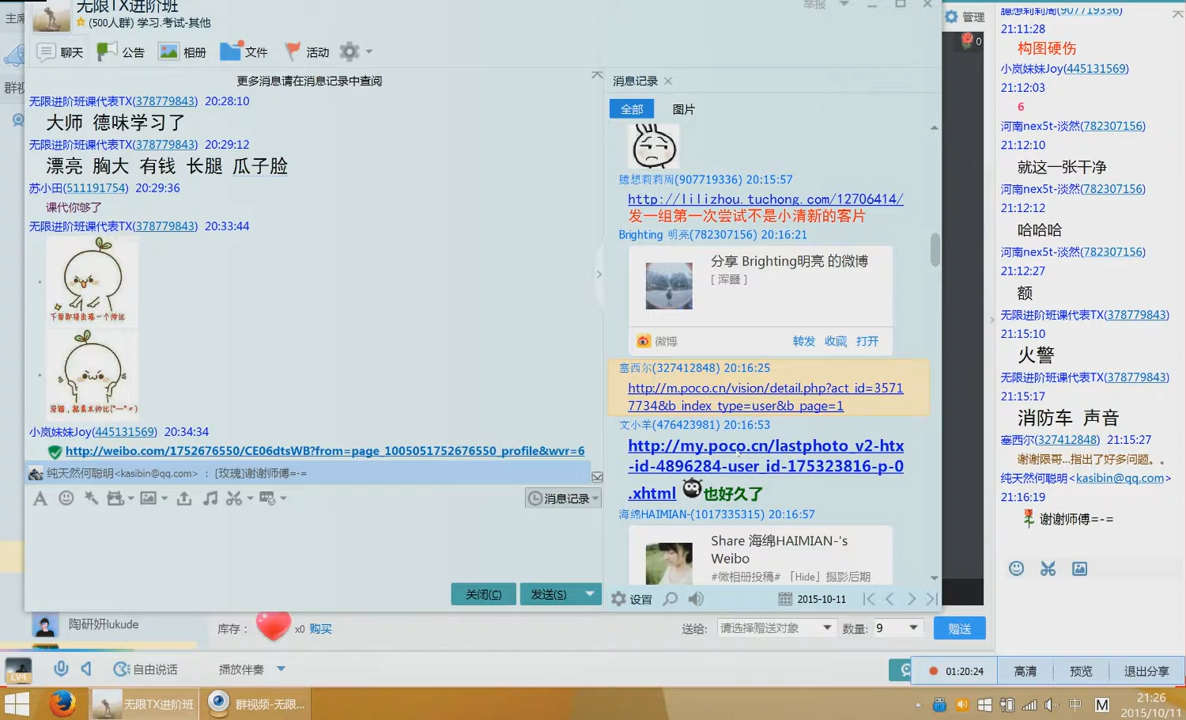 无限TX进阶班
(500人群) 学习.考试-其他
举报
聊天 公告 相册 文件 活动
更多消息请在消息记录中查阅
无限进阶班课代表TX(378779843) 20:28:10
大师 德味学习了
无限进阶班课代表TX(378779843) 20:29:12
漂亮 胸大 有钱 长腿 瓜子脸
苏小田(511191754) 20:29:36
课代你够了
无限进阶班课代表TX(378779843) 20:33:44
小岚妹妹Joy(445131569) 20:34:34
http://weibo.com/1752676550/CE06dtsWB?from=page_1005051752676550_profile&wvr=6
纯天然何聪明<kasibin@qq.com> : [玫瑰]谢谢师傅=-=
消息记录
关闭(C) 发送(S)
消息记录
全部 图片
臆想莉莉周(907719336) 20:15:57
http://lilizhou.tuchong.com/12706414/
发一组第一次尝试不是小清新的客片
Brighting 明亮(782307156) 20:16:21
分享 Brighting明亮 的微博
[ 浑噩 ]
微博 转发 收藏 打开
塞西尔(327412848) 20:16:25
http://m.poco.cn/vision/detail.php?act_id=3571
7734&b_index_type=user&b_page=1
文小羊(476423981) 20:16:53
http://my.poco.cn/lastphoto_v2-htx
-id-4896284-user_id-175323816-p-0
.xhtml 也好久了
海绵HAIMIAN-(1017335315) 20:16:57
Share 海绵HAIMIAN-'s
Weibo
#微相册投稿# 「Hide」摄影后期
设置 2015-10-11
管理
0
臆想莉莉周(907719336)
21:11:28
构图硬伤
小岚妹妹Joy(445131569)
21:12:03
6
河南nex5t-淡然(782307156)
21:12:10
就这一张干净
河南nex5t-淡然(782307156)
21:12:12
哈哈哈
河南nex5t-淡然(782307156)
21:12:27
额
无限进阶班课代表TX(378779843)
21:15:10
火警
无限进阶班课代表TX(378779843)
21:15:17
消防车 声音
塞西尔(327412848) 21:15:27
谢谢限哥...指出了好多问题。。
纯天然何聪明<kasibin@qq.com>
21:16:19
谢谢师傅=-=
陶研妍lukude
库存: x0 购买
送给: 请选择赠送对象 数量: 9 赠送
LV4
自由说话 播放伴奏
01:20:24 高清 预览 退出分享
无限TX进阶班 群视频-无限...
中 M
21:26
2015/10/11